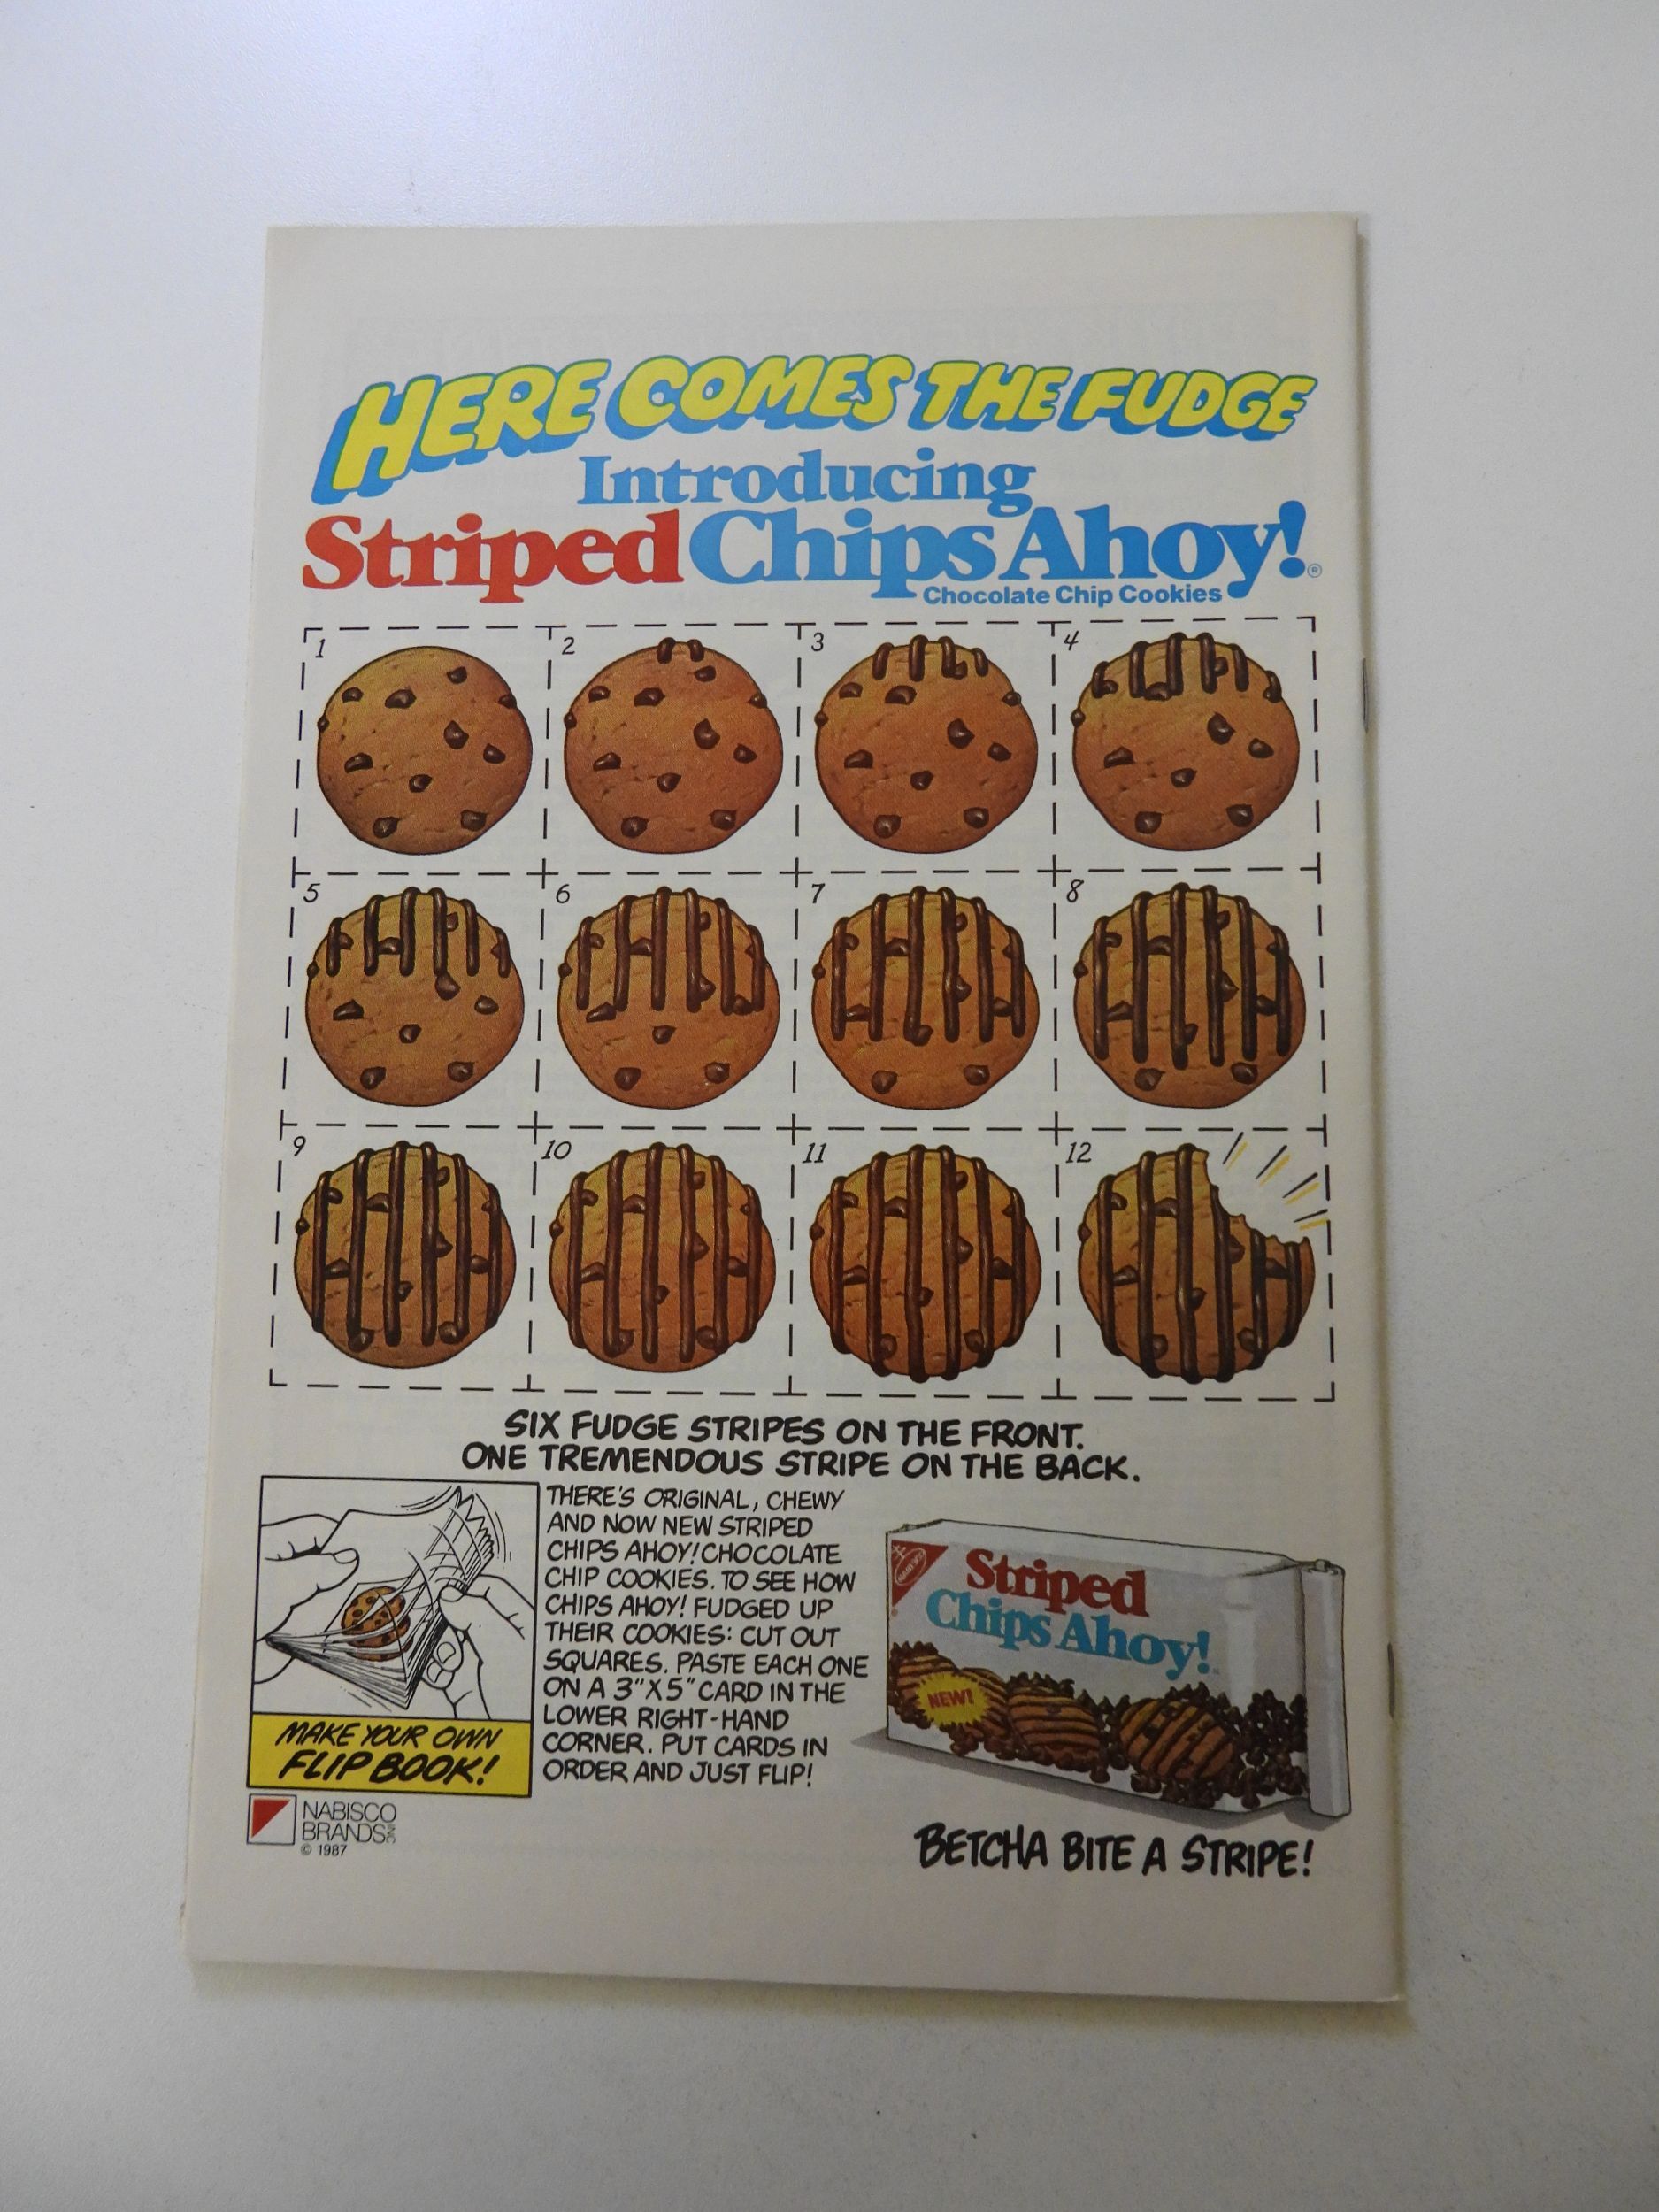 HERE COMES THE FUDGE
Introducing
Striped Chips Ahoy!®
Chocolate Chip Cookies
1
2
3
4
5
6
7
8
9
10
11
12
SIX FUDGE STRIPES ON THE FRONT.
ONE TREMENDOUS STRIPE ON THE BACK.
THERE'S ORIGINAL, CHEWY
AND NOW NEW STRIPED
CHIPS AHOY! CHOCOLATE
CHIP COOKIES. TO SEE HOW
CHIPS AHOY! FUDGED UP
THEIR COOKIES: CUT OUT
SQUARES. PASTE EACH ONE
ON A 3"X5" CARD IN THE
LOWER RIGHT-HAND
CORNER. PUT CARDS IN
ORDER AND JUST FLIP!
MAKE YOUR OWN
FLIP BOOK!
NABISCO
Striped
Chips Ahoy!
NEW!
NABISCO
BRANDS INC
© 1987
BETCHA BITE A STRIPE!